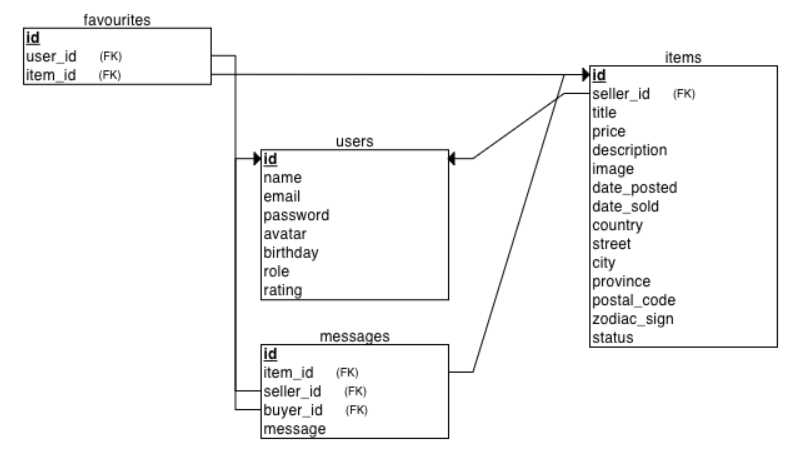 favourites
id
user_id (FK)
item_id (FK)
items
id
seller_id (FK)
title
price
description
image
date_posted
date_sold
country
street
city
province
postal_code
zodiac_sign
status
users
id
name
email
password
avatar
birthday
role
rating
messages
id
item_id (FK)
seller_id (FK)
buyer_id (FK)
message